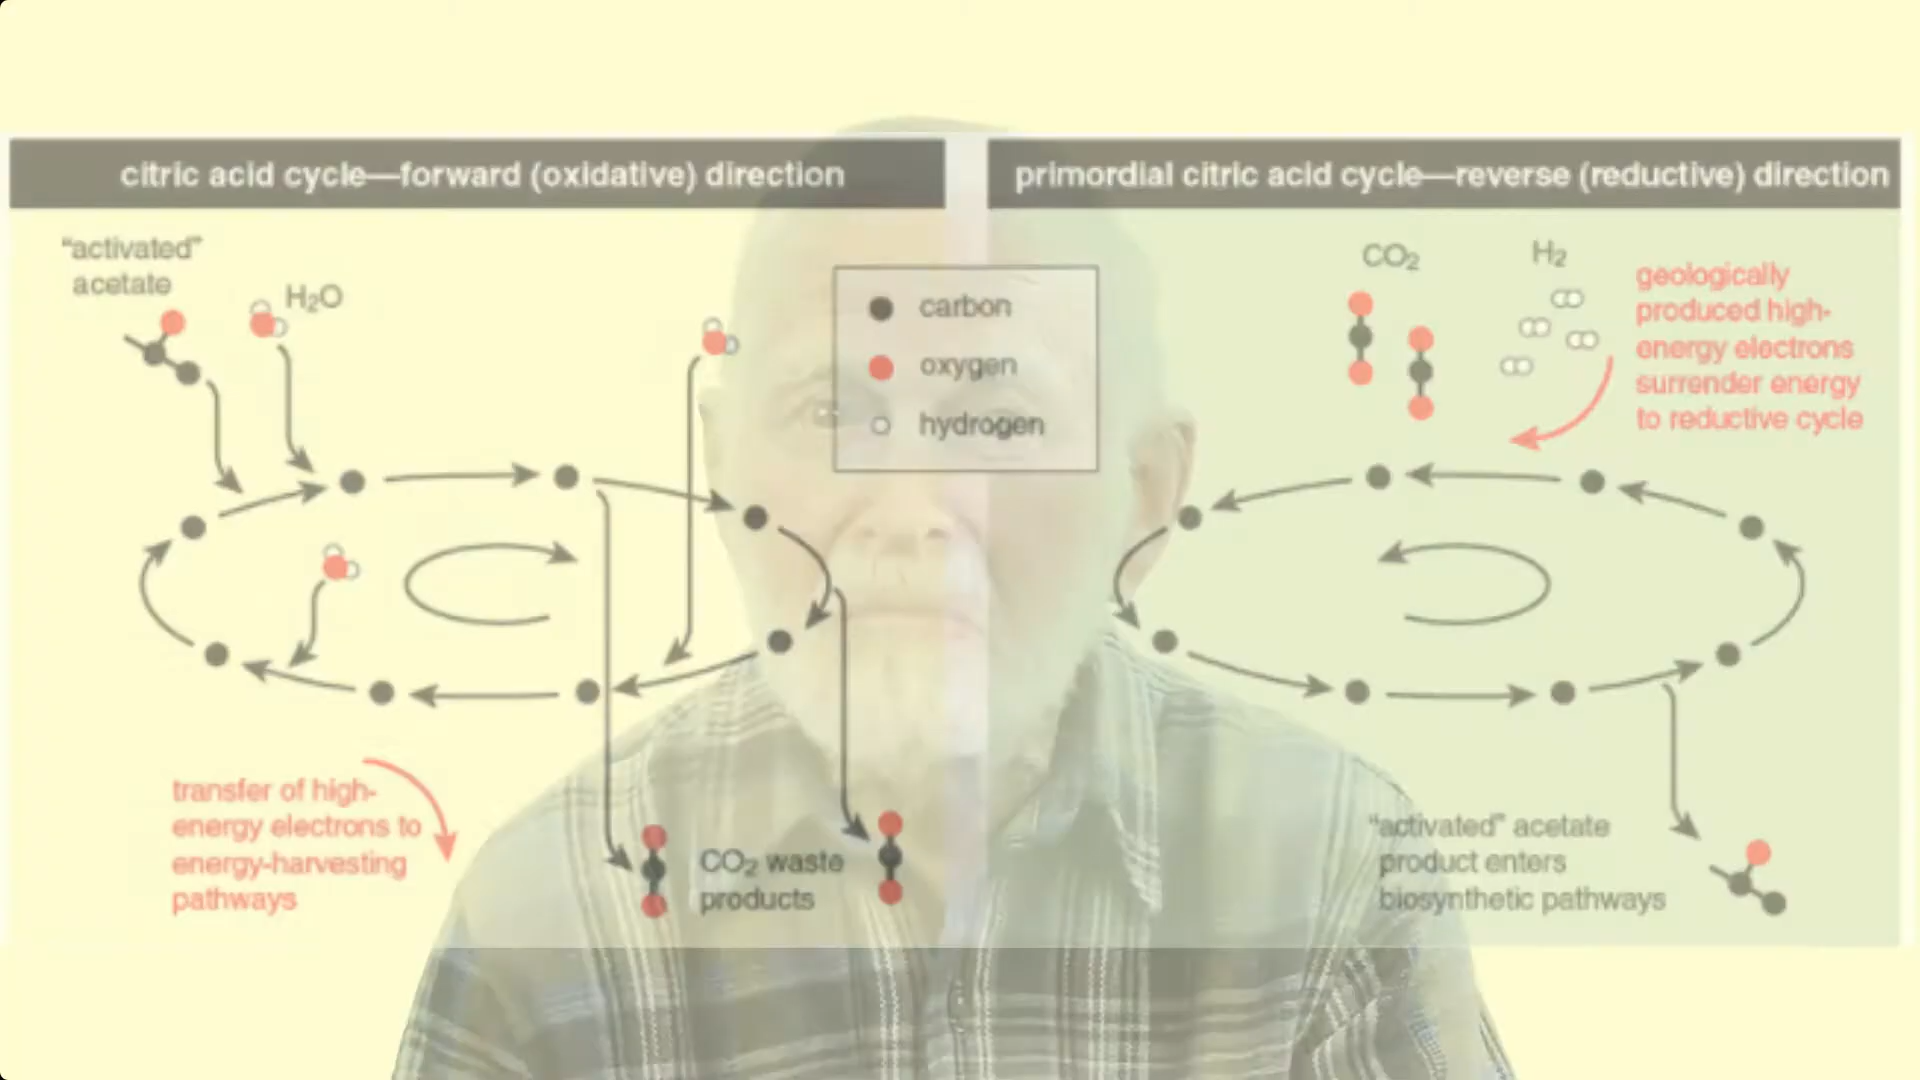 citric acid cycle—forward (oxidative) direction
“activated”
acetate
H₂O
transfer of high-
energy electrons to
energy-harvesting
pathways
CO₂ waste
products
carbon
oxygen
hydrogen
primordial citric acid cycle—reverse (reductive) direction
CO₂
H₂
geologically
produced high-
energy electrons
surrender energy
to reductive cycle
“activated” acetate
product enters
biosynthetic pathways